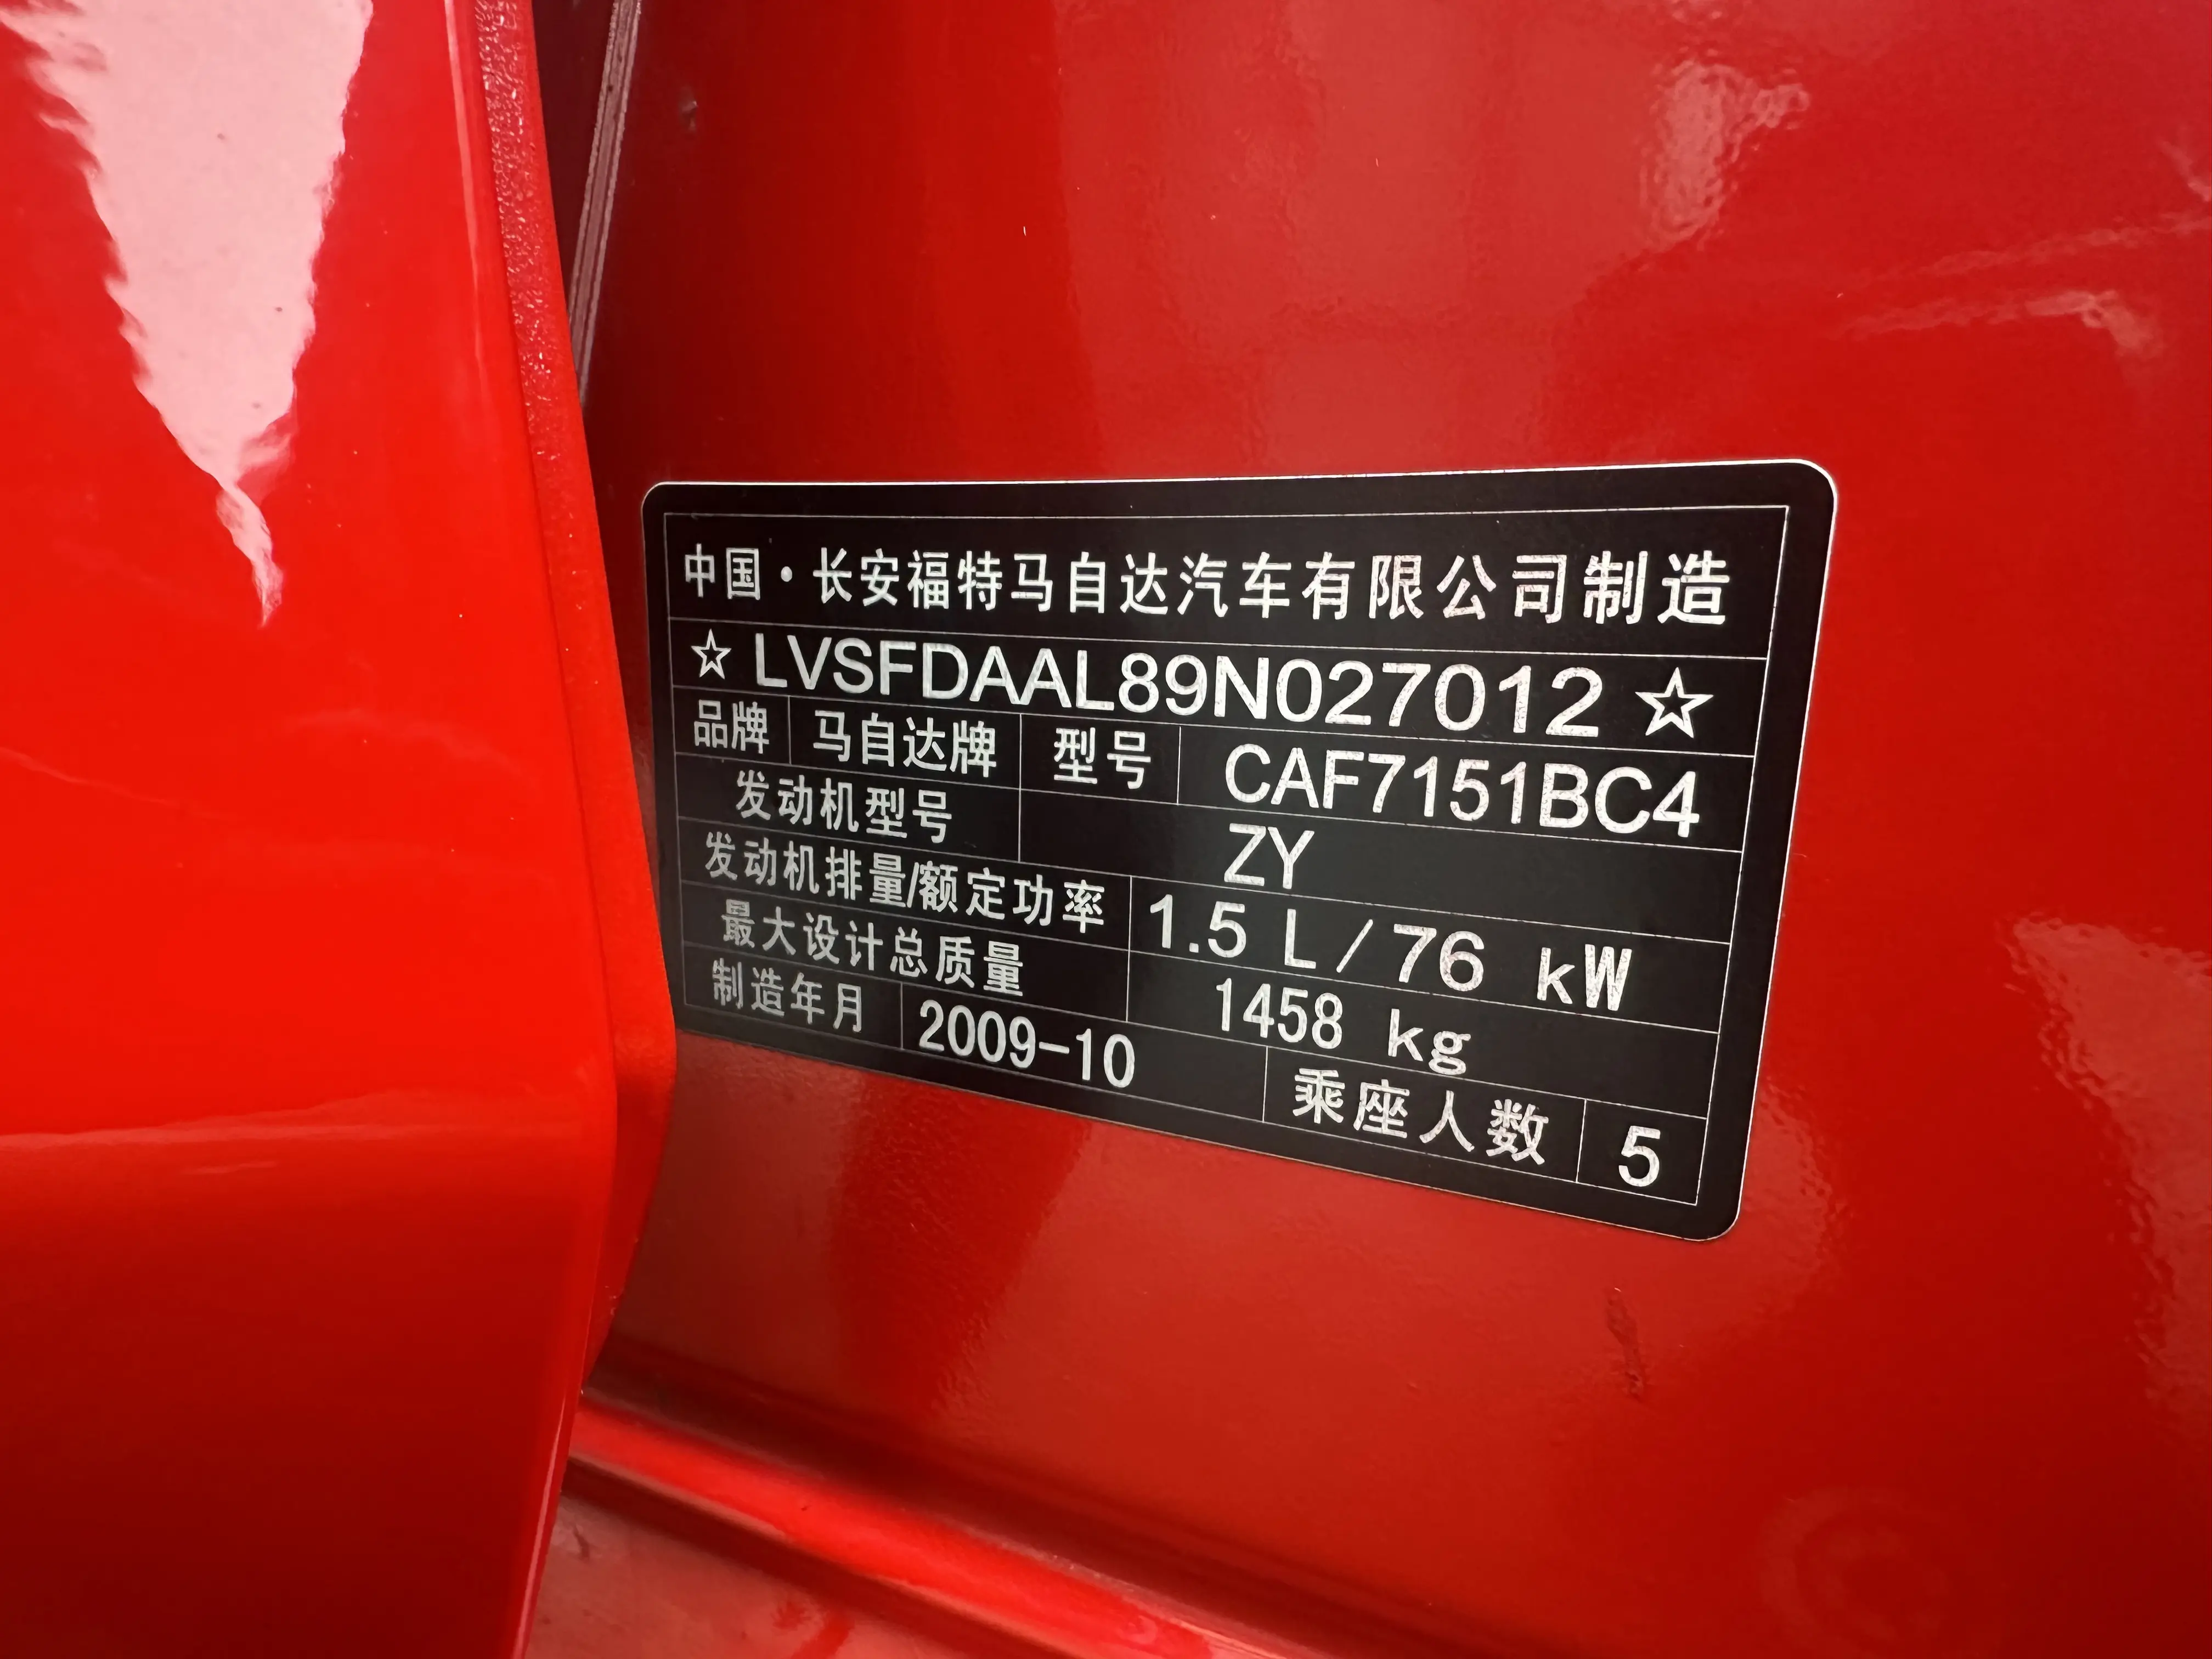 中国·长安福特马自达汽车有限公司制造
☆LVSFDAAL89N027012☆
品牌 马自达牌 型号 CAF7151BC4
发动机型号 ZY
发动机排量/额定功率 1.5 L/76 kW
最大设计总质量 1458 kg
制造年月 2009-10 乘座人数 5